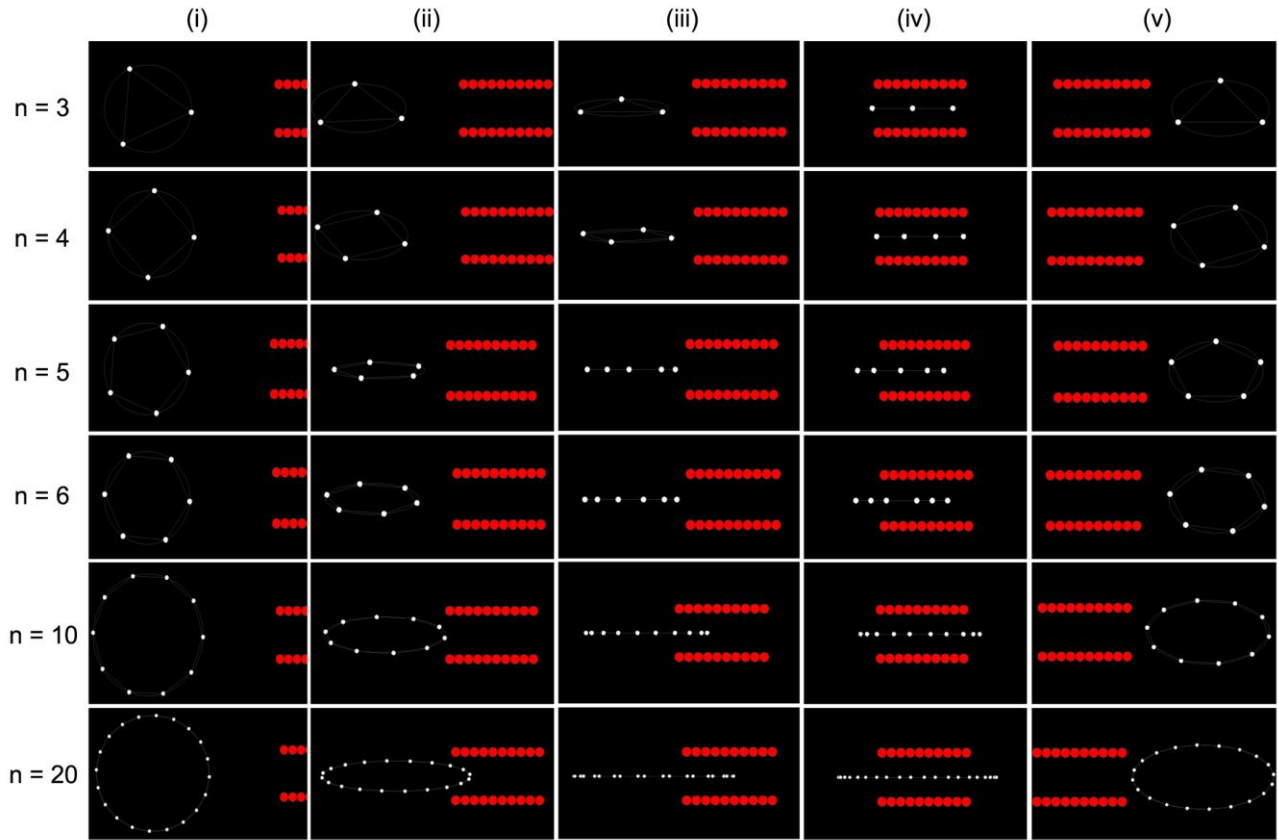 (i) (ii) (iii) (iv) (v)
n = 3
n = 4
n = 5
n = 6
n = 10
n = 20